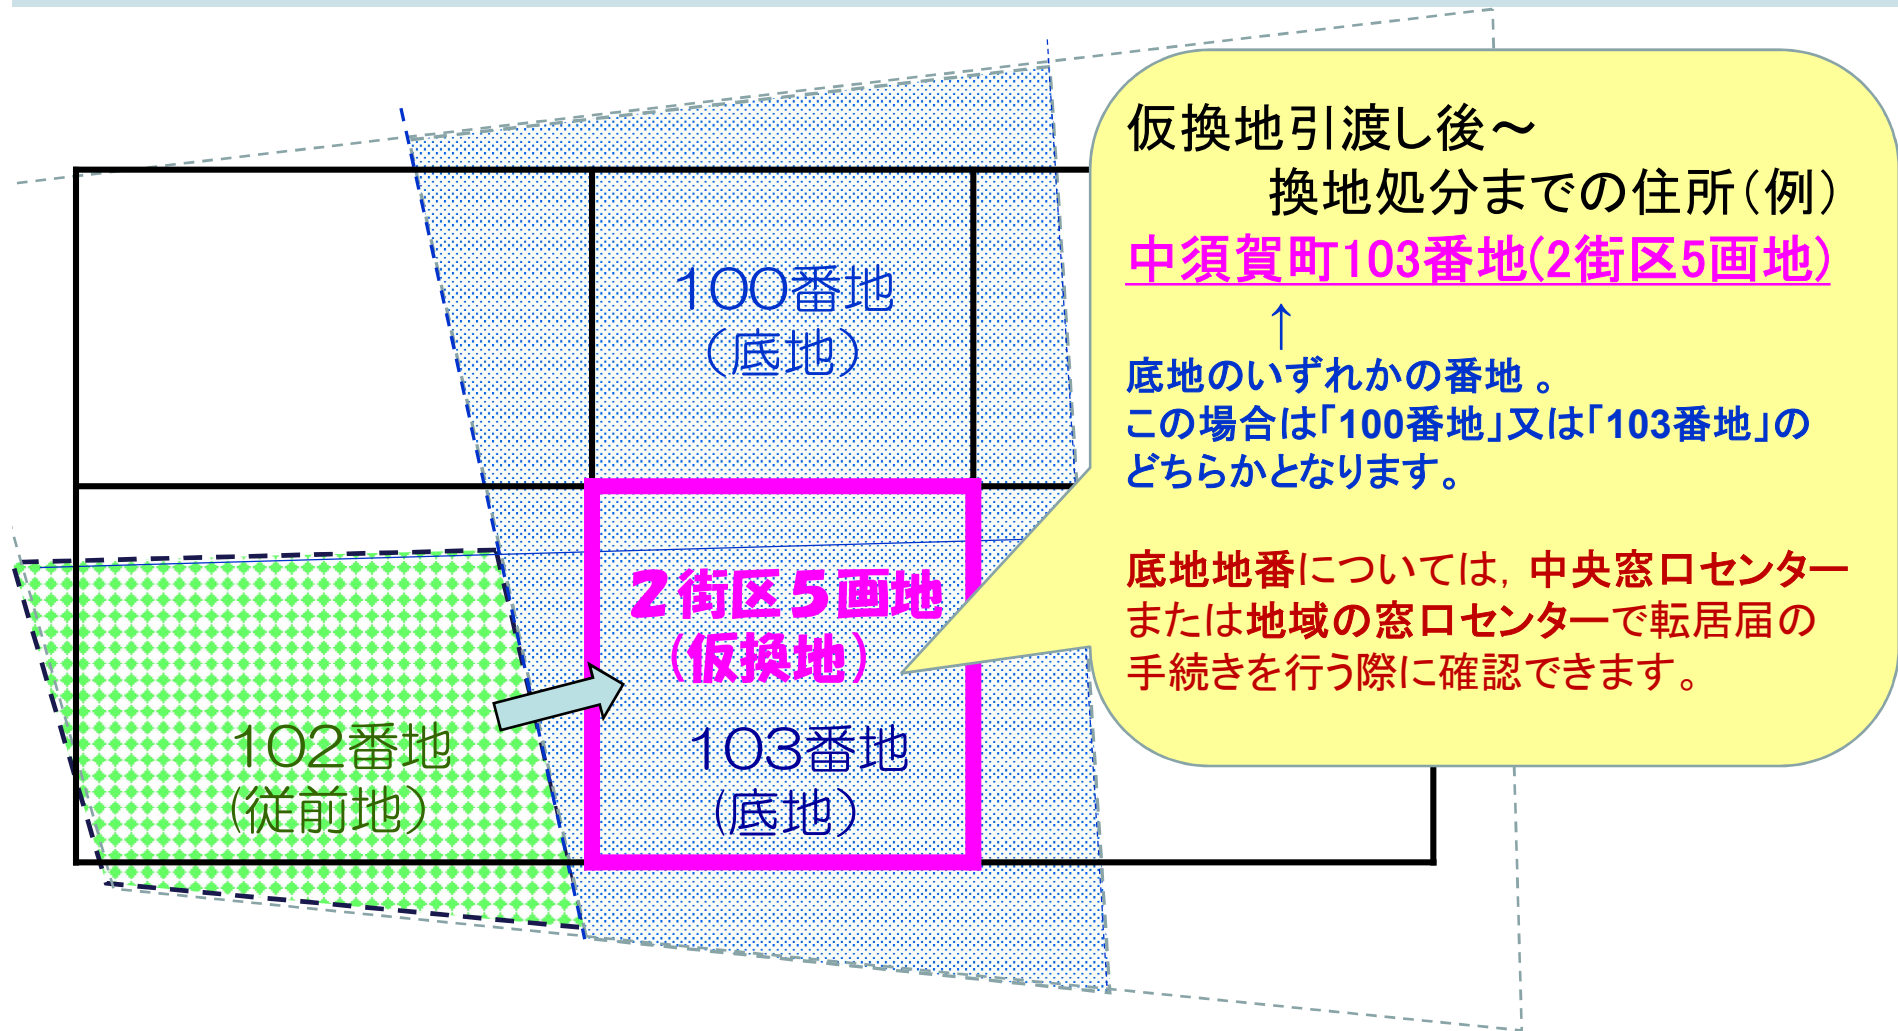 仮換地引渡し後～
換地処分までの住所（例）
中須賀町103番地(2街区5画地)
↑
底地のいずれかの番地 。
この場合は「100番地」又は「103番地」の
どちらかとなります。
底地地番については，中央窓口センター
または地域の窓口センターで転居届の
手続きを行う際に確認できます。
１００番地
（底地）
２街区５画地
（仮換地）
１０２番地
（従前地）
１０３番地
（底地）